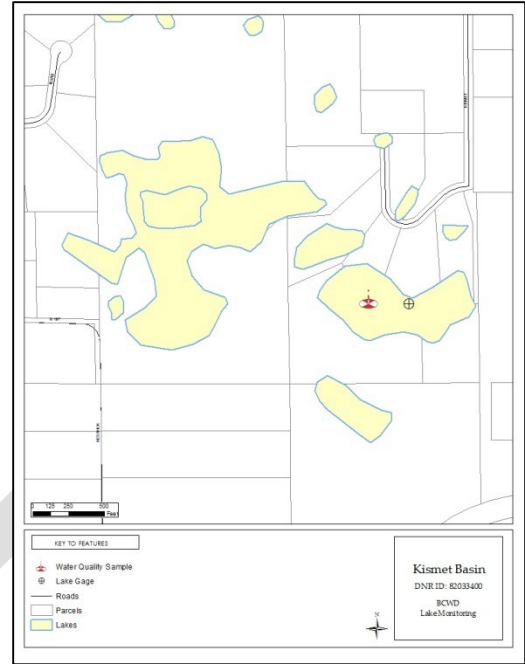 KISMET
0 125 250 500
Feet
KEY TO FEATURES
Water Quality Sample
Lake Gage
Roads
Parcels
Lakes
N
Kismet Basin
DNR ID: 82033400
BCWD
Lake Monitoring